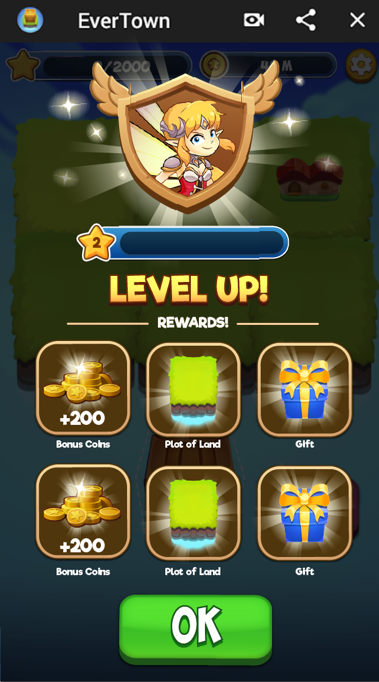 EverTown
/2000
M
2
LEVEL UP!
REWARDS!
+200
Bonus Coins
Plot of Land
Gift
+200
Bonus Coins
Plot of Land
Gift
OK